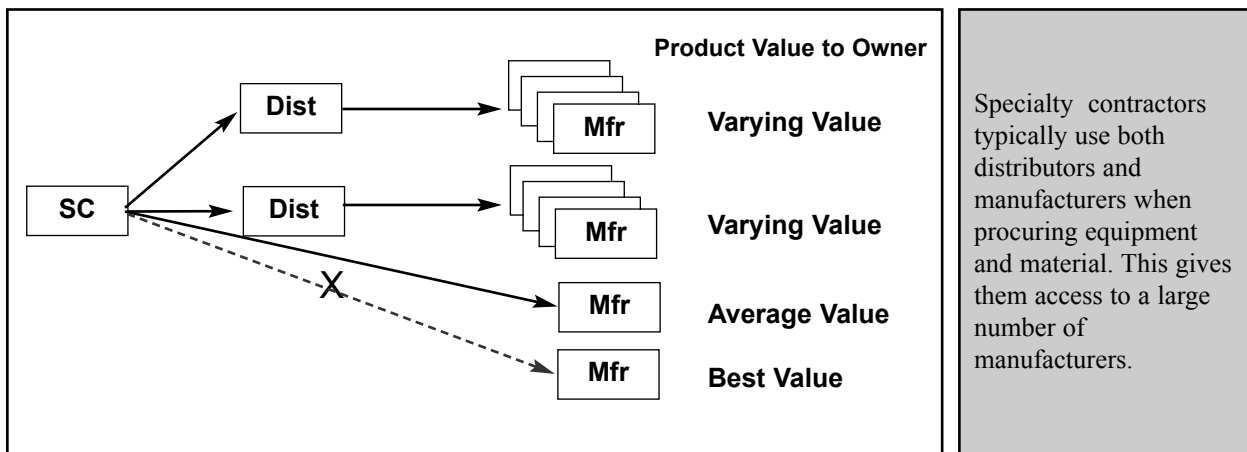 Product Value to Owner
Dist
Mfr
Varying Value
SC
Dist
Mfr
Varying Value
X
Mfr
Average Value
Mfr
Best Value
Specialty contractors
typically use both
distributors and
manufacturers when
procuring equipment
and material. This gives
them access to a large
number of
manufacturers.